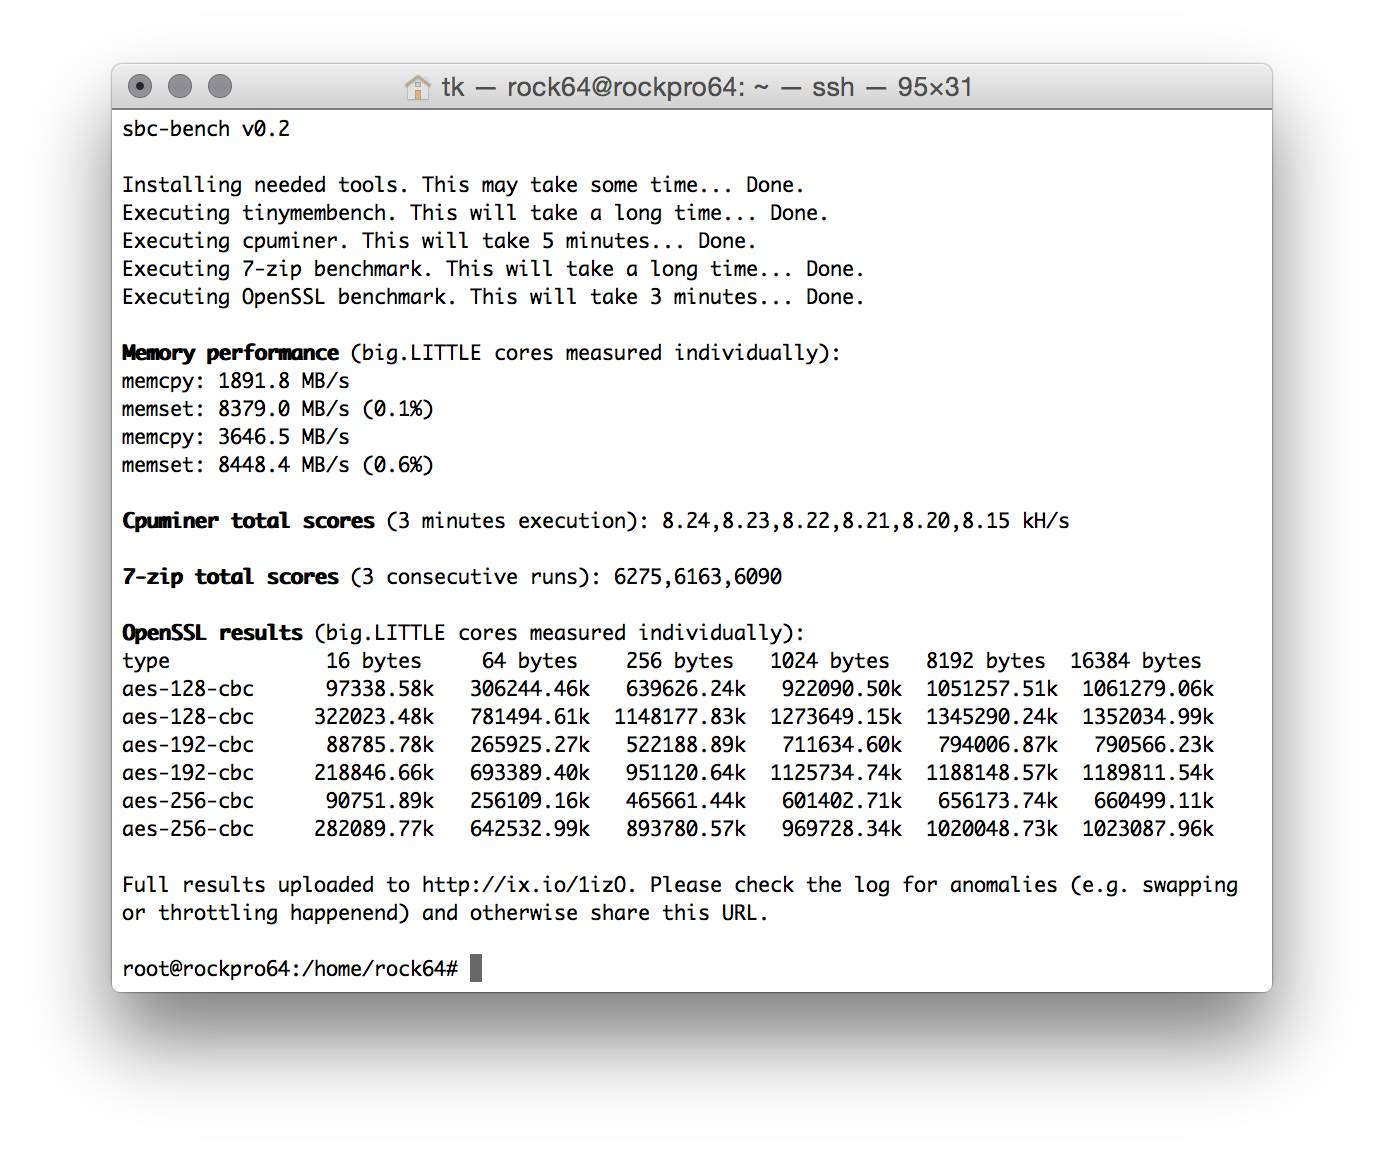 tk — rock64@rockpro64: ~ — ssh — 95×31
sbc-bench v0.2
Installing needed tools. This may take some time... Done.
Executing tinymembench. This will take a long time... Done.
Executing cpuminer. This will take 5 minutes... Done.
Executing 7-zip benchmark. This will take a long time... Done.
Executing OpenSSL benchmark. This will take 3 minutes... Done.
Memory performance (big.LITTLE cores measured individually):
memcpy: 1891.8 MB/s
memset: 8379.0 MB/s (0.1%)
memcpy: 3646.5 MB/s
memset: 8448.4 MB/s (0.6%)
Cpuminer total scores (3 minutes execution): 8.24,8.23,8.22,8.21,8.20,8.15 kH/s
7-zip total scores (3 consecutive runs): 6275,6163,6090
OpenSSL results (big.LITTLE cores measured individually):
type 16 bytes 64 bytes 256 bytes 1024 bytes 8192 bytes 16384 bytes
aes-128-cbc 97338.58k 306244.46k 639626.24k 922090.50k 1051257.51k 1061279.06k
aes-128-cbc 322023.48k 781494.61k 1148177.83k 1273649.15k 1345290.24k 1352034.99k
aes-192-cbc 88785.78k 265925.27k 522188.89k 711634.60k 794006.87k 790566.23k
aes-192-cbc 218846.66k 693389.40k 951120.64k 1125734.74k 1188148.57k 1189811.54k
aes-256-cbc 90751.89k 256109.16k 465661.44k 601402.71k 656173.74k 660499.11k
aes-256-cbc 282089.77k 642532.99k 893780.57k 969728.34k 1020048.73k 1023087.96k
Full results uploaded to http://ix.io/1izO. Please check the log for anomalies (e.g. swapping
or throttling happenend) and otherwise share this URL.
root@rockpro64:/home/rock64#